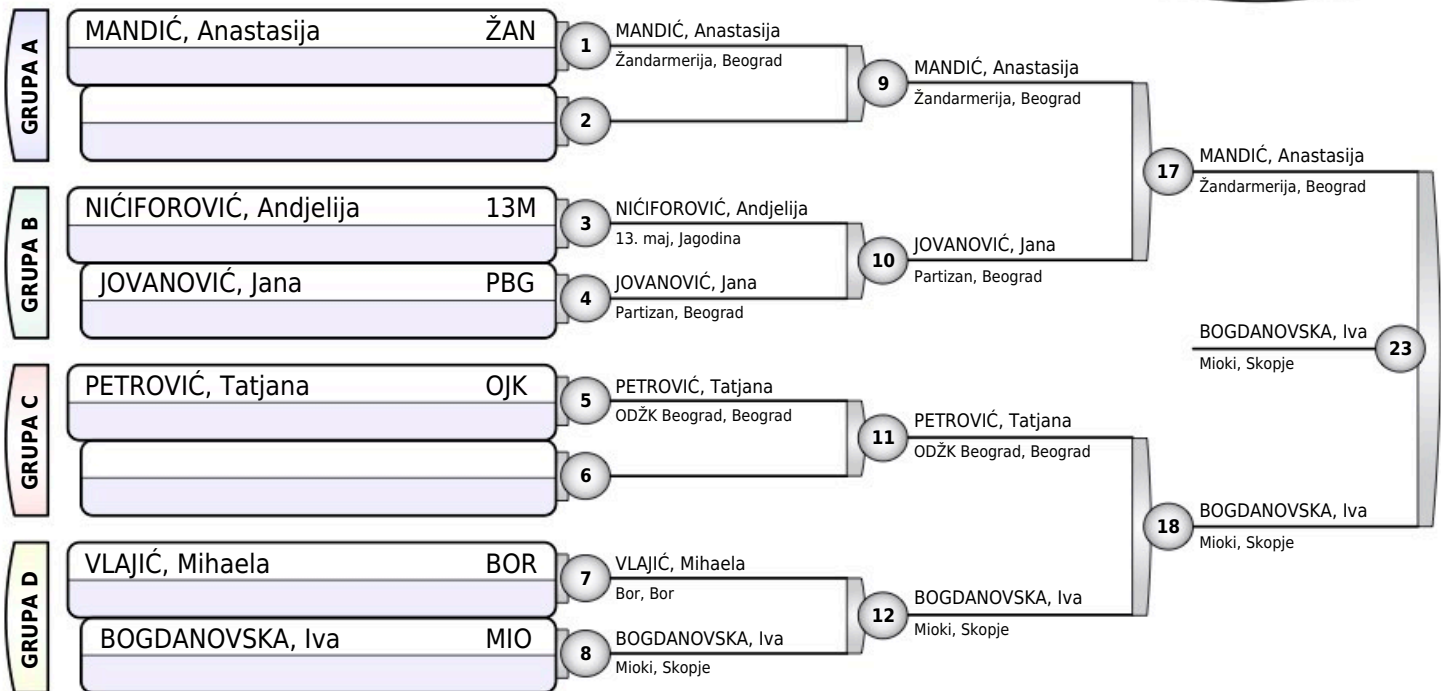 GRUPA A
MANDIĆ, Anastasija ŽAN
1
MANDIĆ, Anastasija
Žandarmerija, Beograd
2
9
MANDIĆ, Anastasija
Žandarmerija, Beograd
GRUPA B
NIĆIFOROVIĆ, Andjelija 13M
3
NIĆIFOROVIĆ, Andjelija
13. maj, Jagodina
JOVANOVIĆ, Jana PBG
4
JOVANOVIĆ, Jana
Partizan, Beograd
10
JOVANOVIĆ, Jana
Partizan, Beograd
17
MANDIĆ, Anastasija
Žandarmerija, Beograd
GRUPA C
PETROVIĆ, Tatjana OJK
5
PETROVIĆ, Tatjana
ODŽK Beograd, Beograd
6
11
PETROVIĆ, Tatjana
ODŽK Beograd, Beograd
GRUPA D
VLAJIĆ, Mihaela BOR
7
VLAJIĆ, Mihaela
Bor, Bor
BOGDANOVSKA, Iva MIO
8
BOGDANOVSKA, Iva
Mioki, Skopje
12
BOGDANOVSKA, Iva
Mioki, Skopje
18
BOGDANOVSKA, Iva
Mioki, Skopje
BOGDANOVSKA, Iva
Mioki, Skopje
23